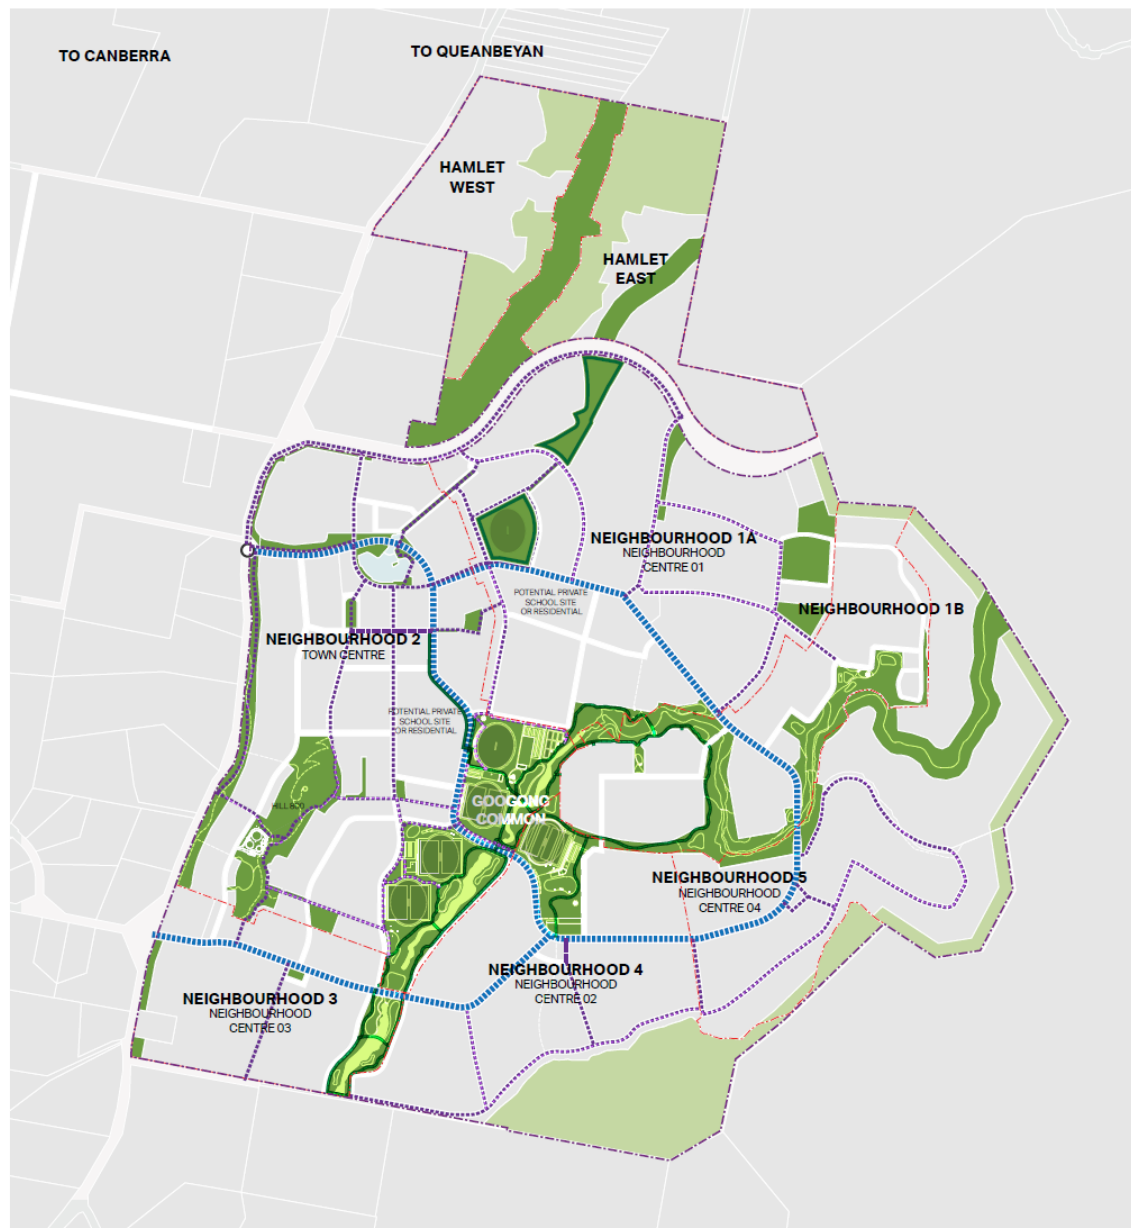 TO CANBERRA
TO QUEANBEYAN
HAMLET
WEST
HAMLET
EAST
NEIGHBOURHOOD 1A
NEIGHBOURHOOD
CENTRE 01
POTENTIAL PRIVATE
SCHOOL SITE
OR RESIDENTIAL
NEIGHBOURHOOD 1B
NEIGHBOURHOOD 2
TOWN CENTRE
POTENTIAL PRIVATE
SCHOOL SITE
OR RESIDENTIAL
GOOGONG
COMMON
HILL 800
NEIGHBOURHOOD 5
NEIGHBOURHOOD
CENTRE 04
NEIGHBOURHOOD 4
NEIGHBOURHOOD
CENTRE 02
NEIGHBOURHOOD 3
NEIGHBOURHOOD
CENTRE 03